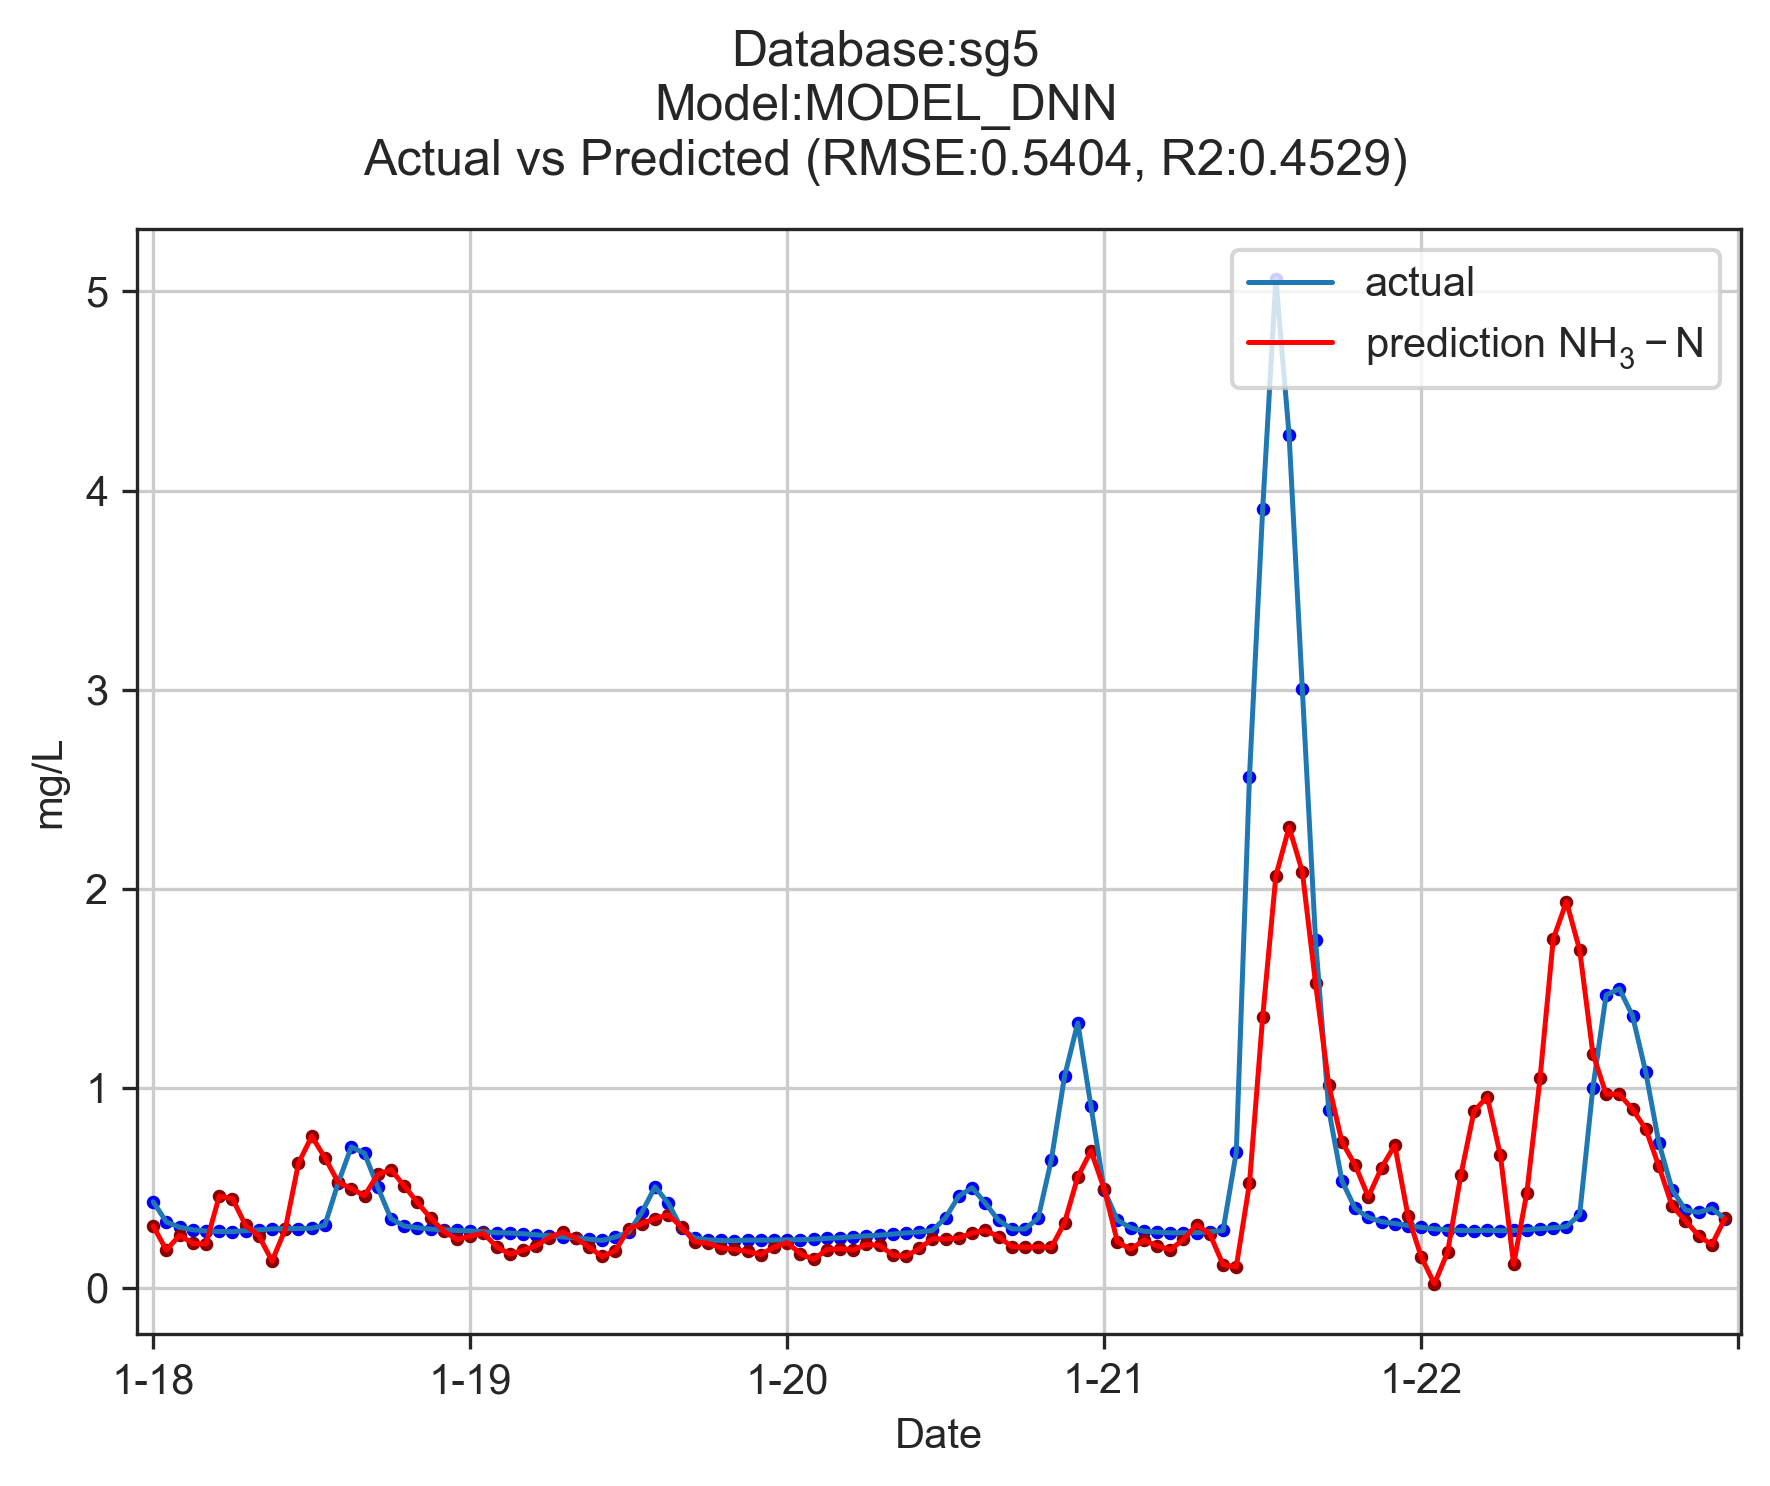 Database:sg5
Model:MODEL_DNN
Actual vs Predicted (RMSE:0.5404, R2:0.4529)
actual
prediction NH₃ − N
5
4
3
2
1
0
mg/L
1-18 1-19 1-20 1-21 1-22
Date